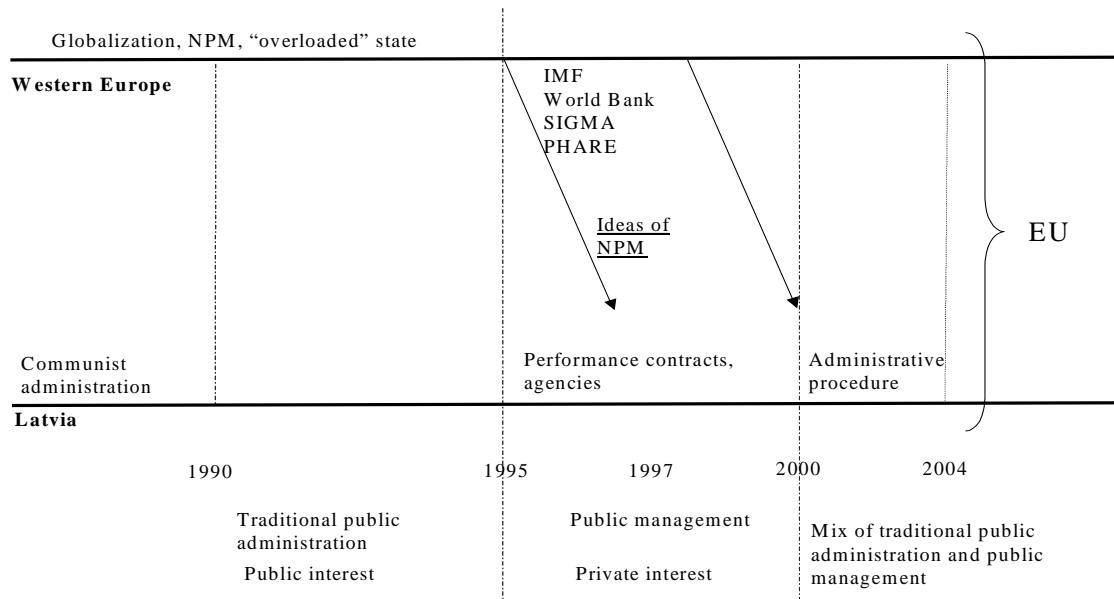 Globalization, NPM, “overloaded” state
Western Europe
IMF
World Bank
SIGMA
PHARE
Ideas of
NPM
EU
Communist
administration
Performance contracts,
agencies
Administrative
procedure
Latvia
1990
1995
1997
2000
2004
Traditional public
administration
Public interest
Public management
Private interest
Mix of traditional public
administration and public
management